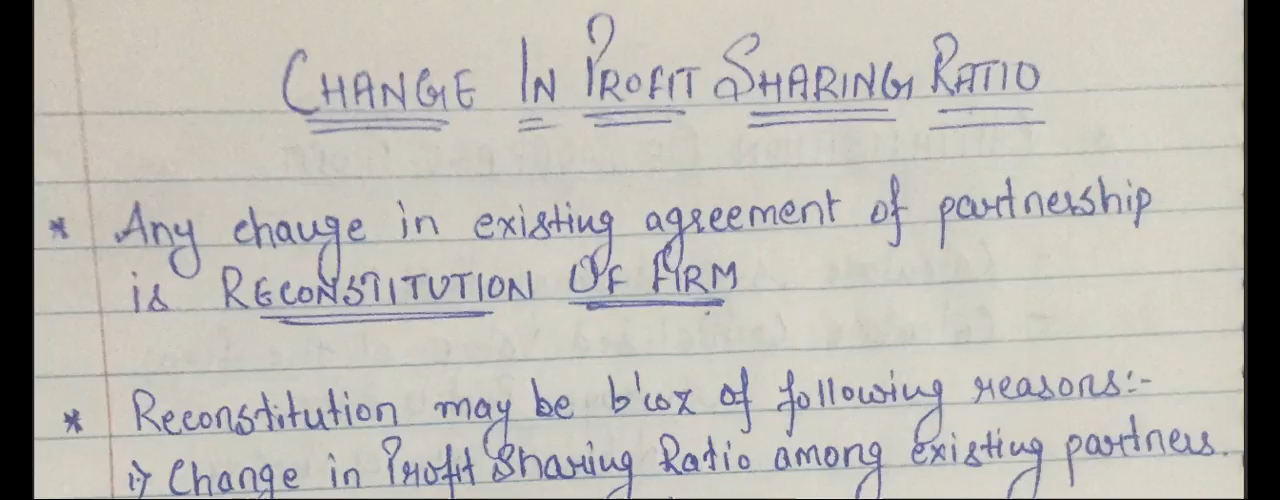 CHANGE IN PROFIT SHARING RATIO
* Any change in existing agreement of partnership
is RECONSTITUTION OF FIRM
* Reconstitution may be b'coz of following reasons:-
i) Change in Profit Sharing Ratio among existing partners.